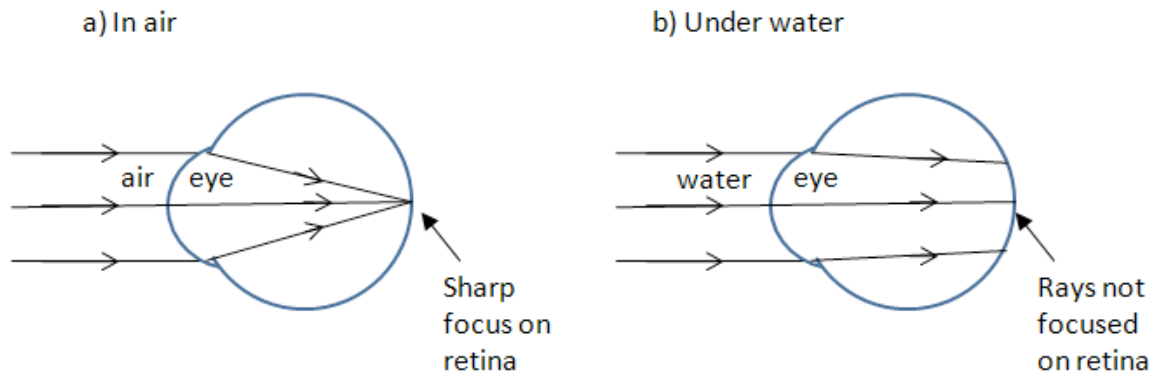 a) In air
air
eye
Sharp
focus on
retina
b) Under water
water
eye
Rays not
focused
on retina